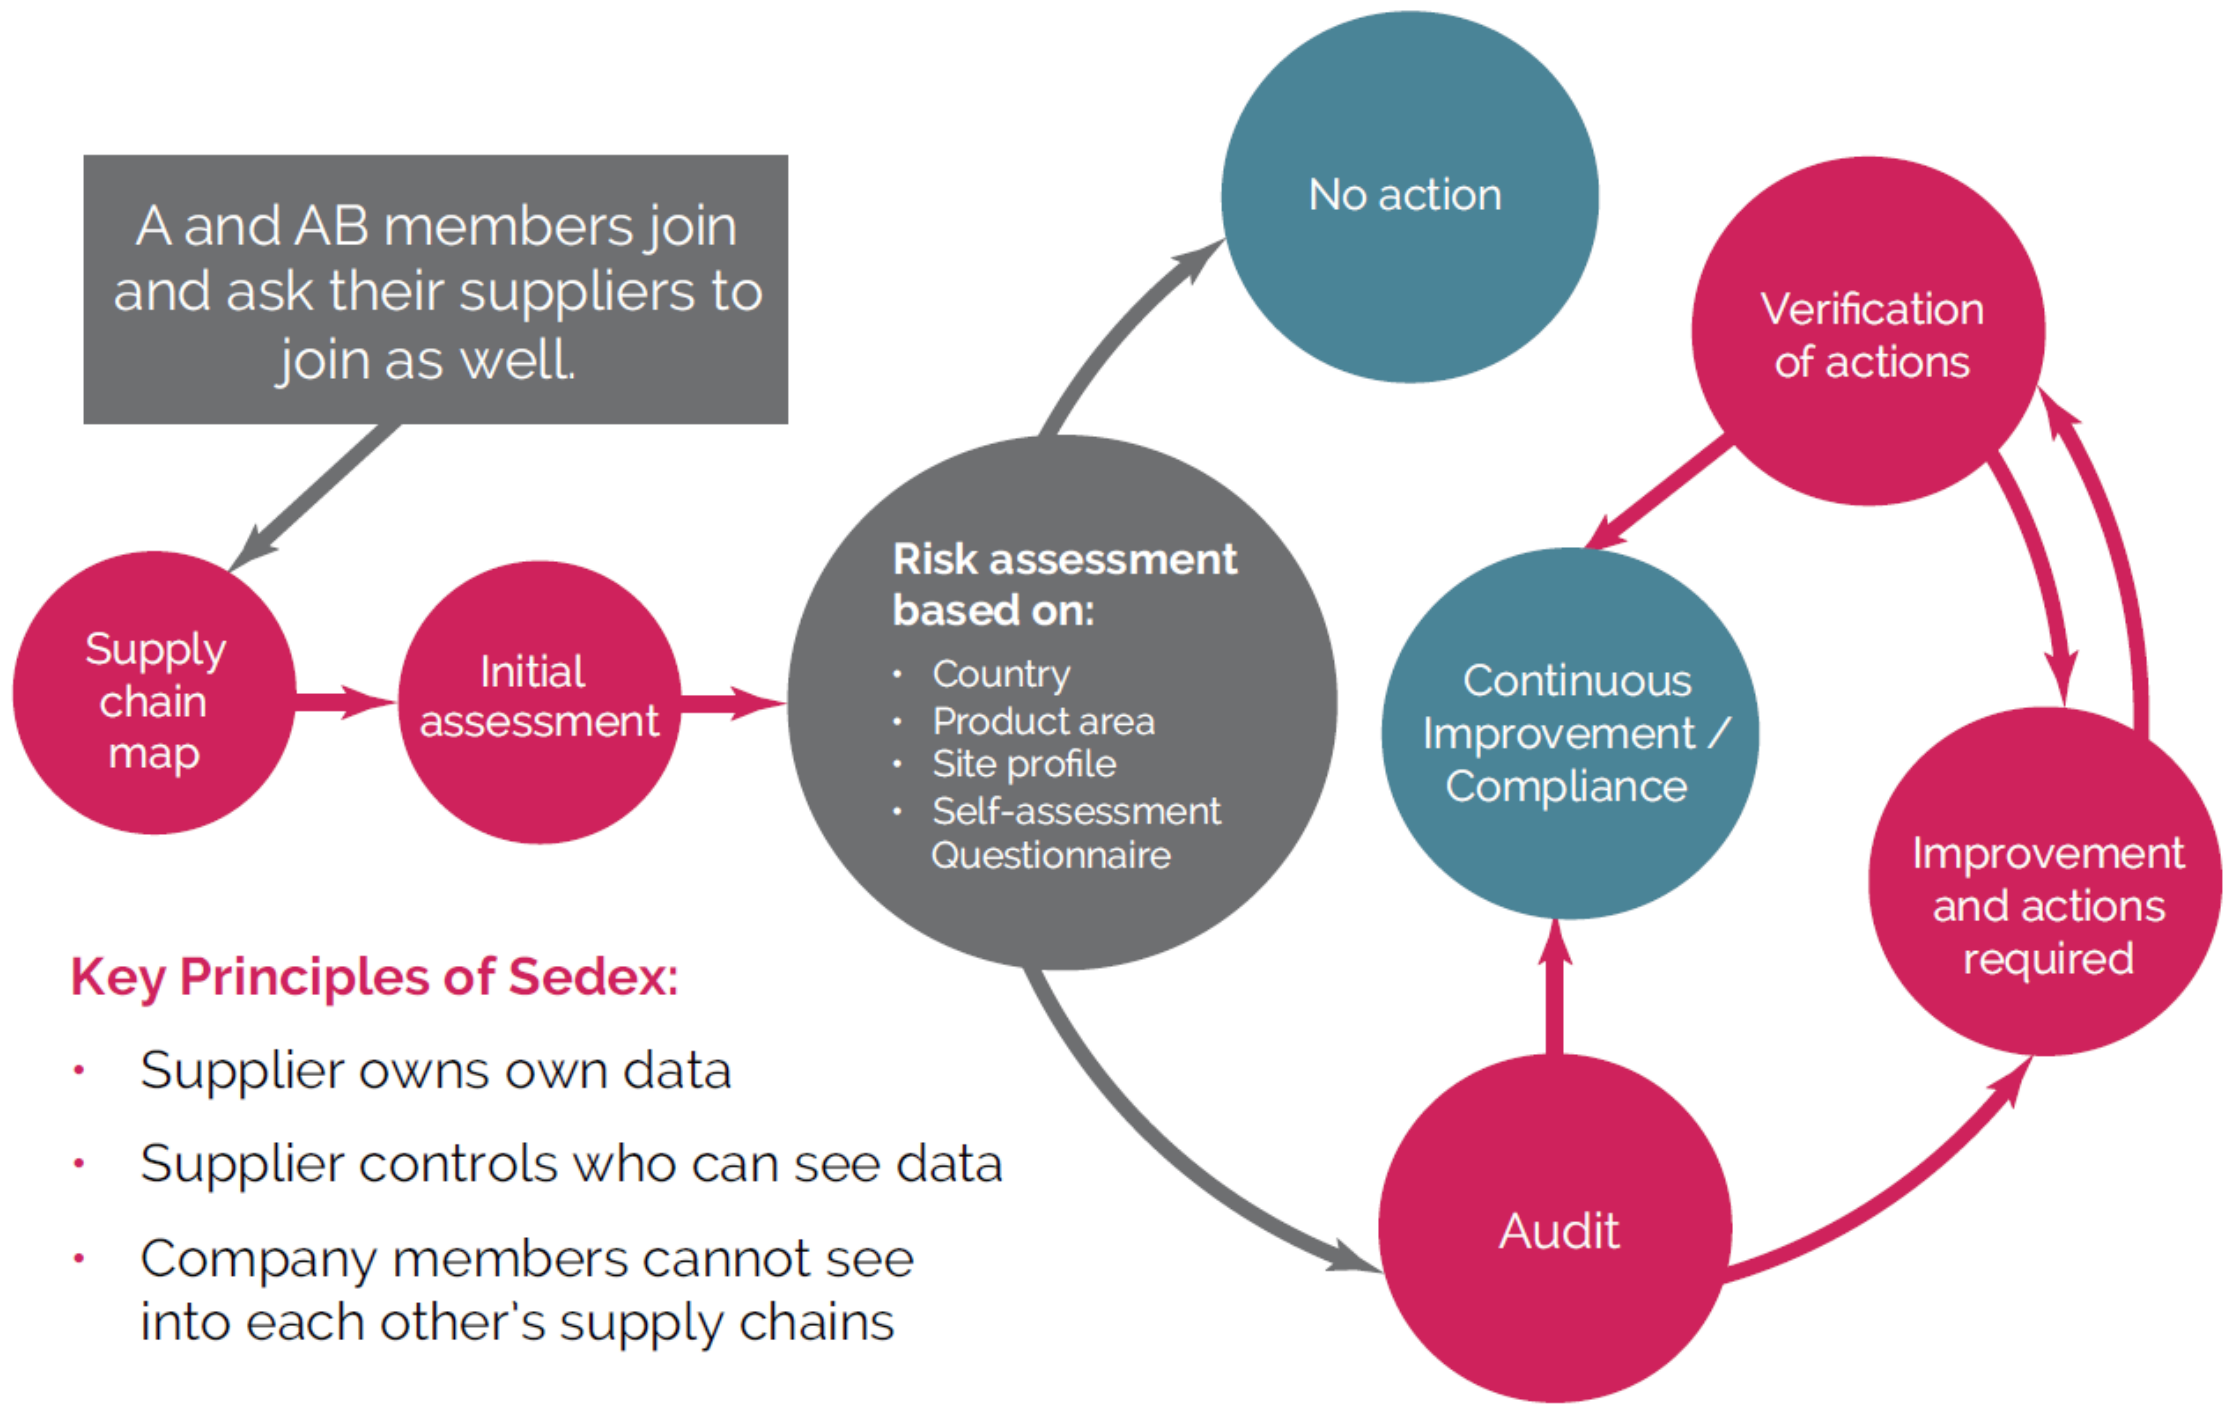 A and AB members join
and ask their suppliers to
join as well.
Supply
chain
map
Initial
assessment
Risk assessment
based on:
• Country
• Product area
• Site profile
• Self-assessment
Questionnaire
No action
Verification
of actions
Continuous
Improvement /
Compliance
Improvement
and actions
required
Audit
Key Principles of Sedex:
• Supplier owns own data
• Supplier controls who can see data
• Company members cannot see
into each other's supply chains